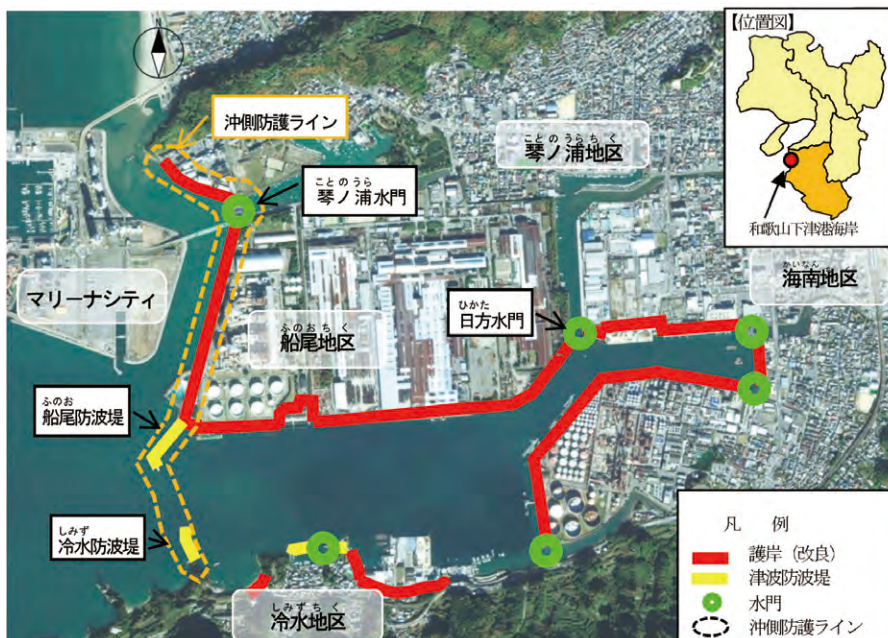 【位置図】
和歌山下津港海岸
沖側防護ライン
ことのうらちく
琴ノ浦地区
ことのうら
琴ノ浦水門
かいなん
海南地区
マリーナシティ
ふのおちく
船尾地区
ひかた
日方水門
ふのお
船尾防波堤
しみず
冷水防波堤
しみずちく
冷水地区
凡 例
護岸（改良）
津波防波堤
水門
沖側防護ライン